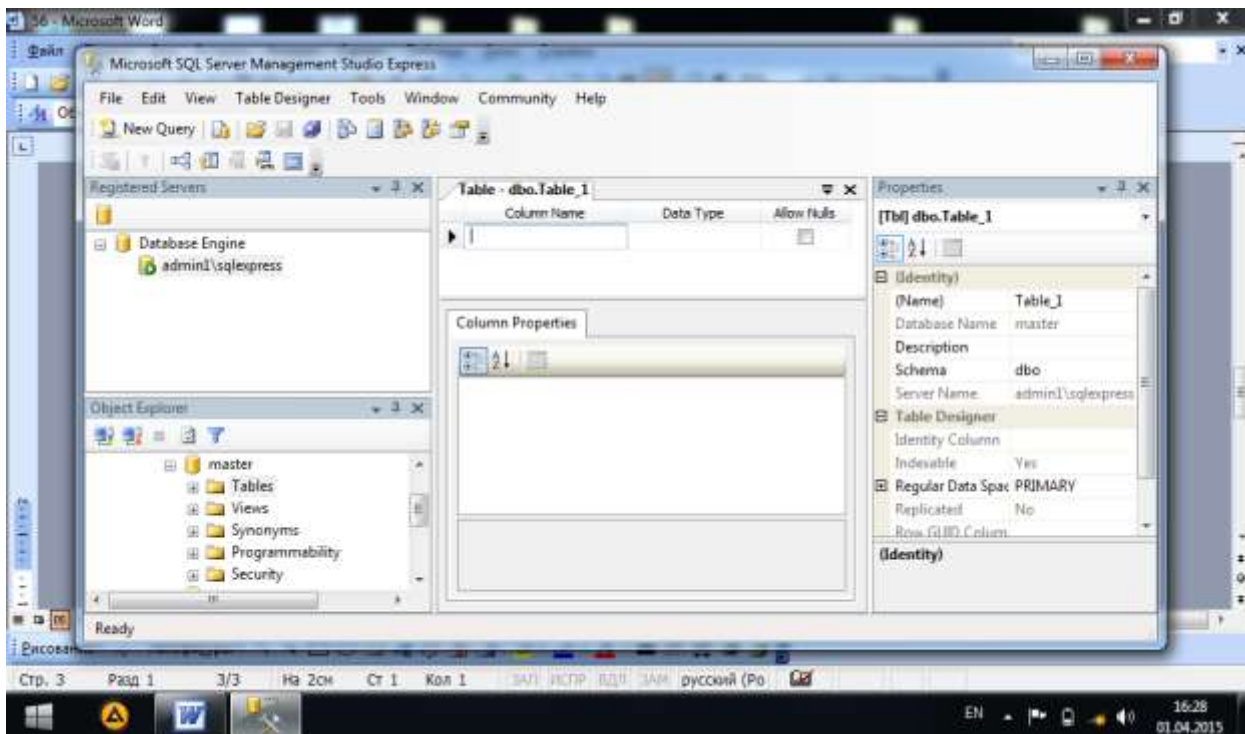 56 - Microsoft Word
Файл
Microsoft SQL Server Management Studio Express
File Edit View Table Designer Tools Window Community Help
New Query
Об
Registered Servers
Database Engine
admin1\sqlexpress
Object Explorer
master
Tables
Views
Synonyms
Programmability
Security
Table - dbo.Table_1
Column Name Data Type Allow Nulls
Column Properties
Properties
[Tbl] dbo.Table_1
(Identity)
(Name) Table_1
Database Name master
Description
Schema dbo
Server Name admin1\sqlexpress
Table Designer
Identity Column
Indexable Yes
Regular Data Spac PRIMARY
Replicated No
Row GUID Colum
(Identity)
Ready
Рисова
Стр. 3 Разд 1 3/3 На 2см Ст 1 Кол 1 ЗАП ИСПР ВДЛ ЗАМ русский (Ро
EN 16:28
01.04.2015